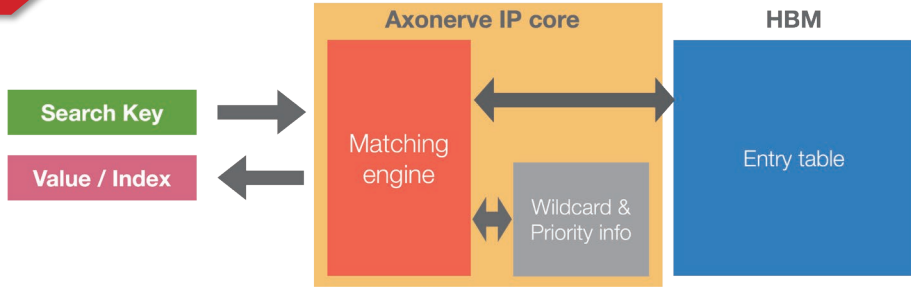 Axonerve IP core
HBM
Search Key
Value / Index
Matching
engine
Wildcard &
Priority info
Entry table